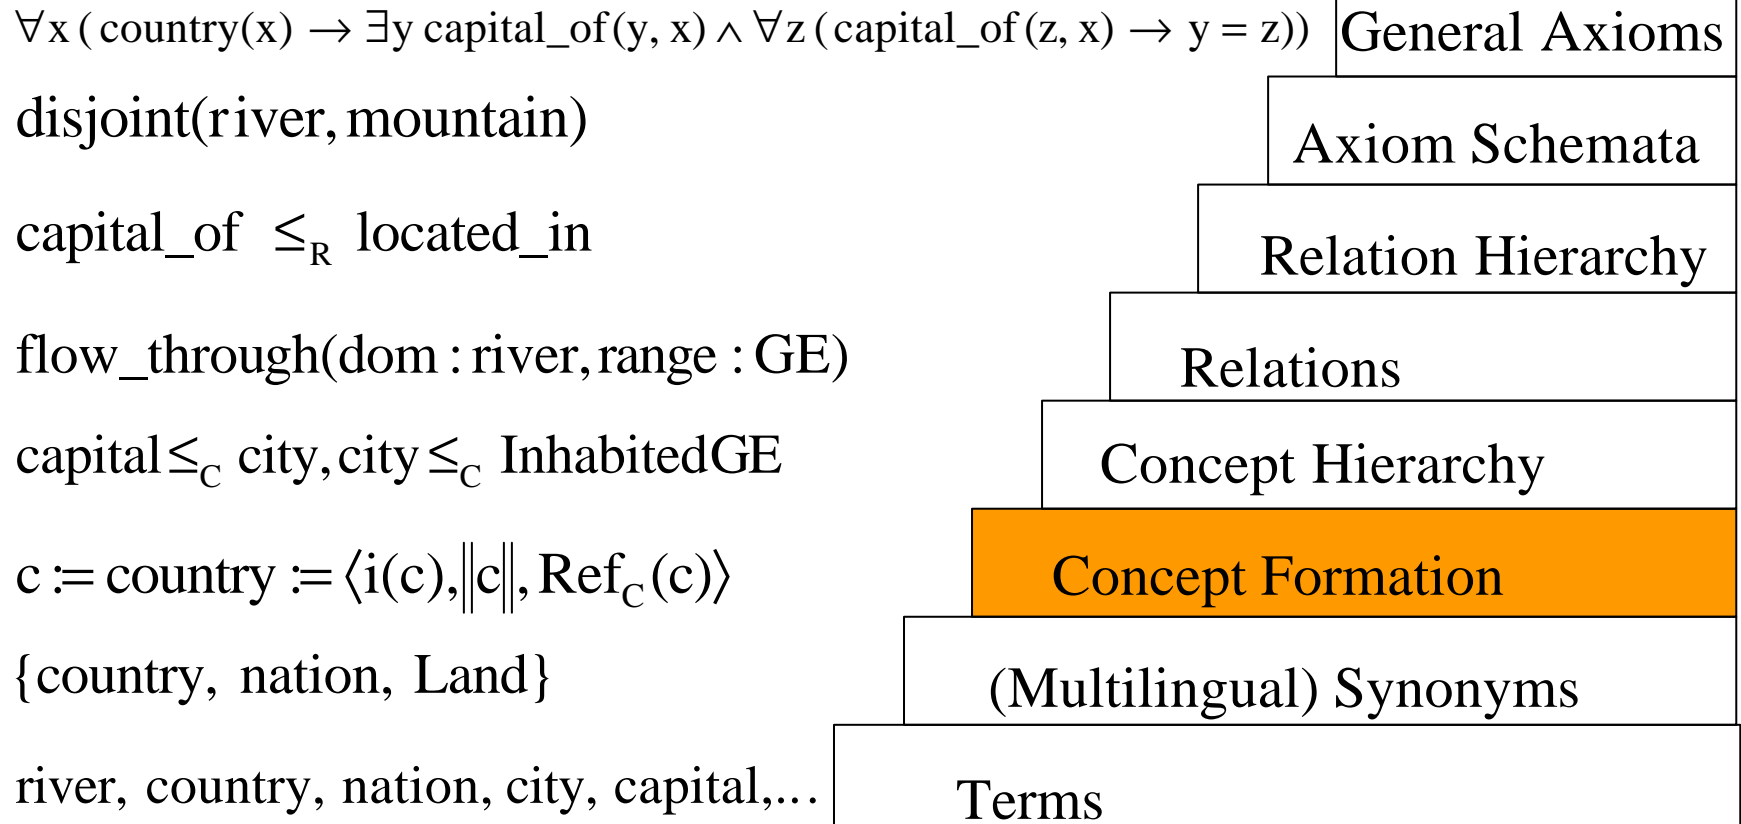 ∀x ( country(x) → ∃y capital_of (y, x) ∧ ∀z ( capital_of (z, x) → y = z)) General Axioms
disjoint(river, mountain) Axiom Schemata
capital_of ≤R located_in Relation Hierarchy
flow_through(dom : river, range : GE) Relations
capital ≤C city, city ≤C InhabitedGE Concept Hierarchy
c := country := ⟨i(c), ‖c‖, RefC(c)⟩ Concept Formation
{country, nation, Land} (Multilingual) Synonyms
river, country, nation, city, capital,... Terms